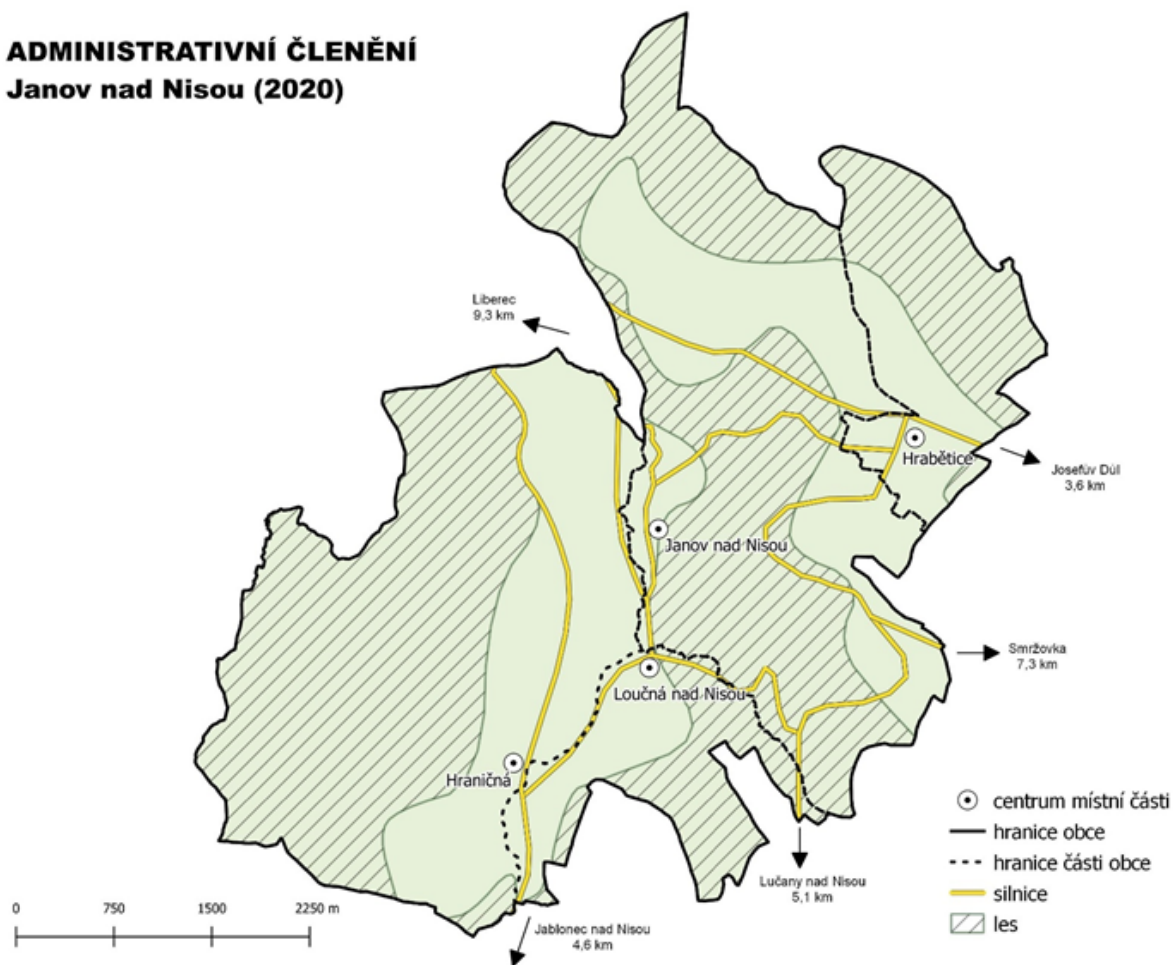 ADMINISTRATIVNÍ ČLENĚNÍ
Janov nad Nisou (2020)
Liberec
9,3 km
Hrabětice
Josefův Důl
3,6 km
Janov nad Nisou
Smržovka
7,3 km
Loučná nad Nisou
Hraničná
centrum místní části
hranice obce
hranice části obce
silnice
les
Lučany nad Nisou
5,1 km
Jablonec nad Nisou
4,6 km
0 750 1500 2250 m